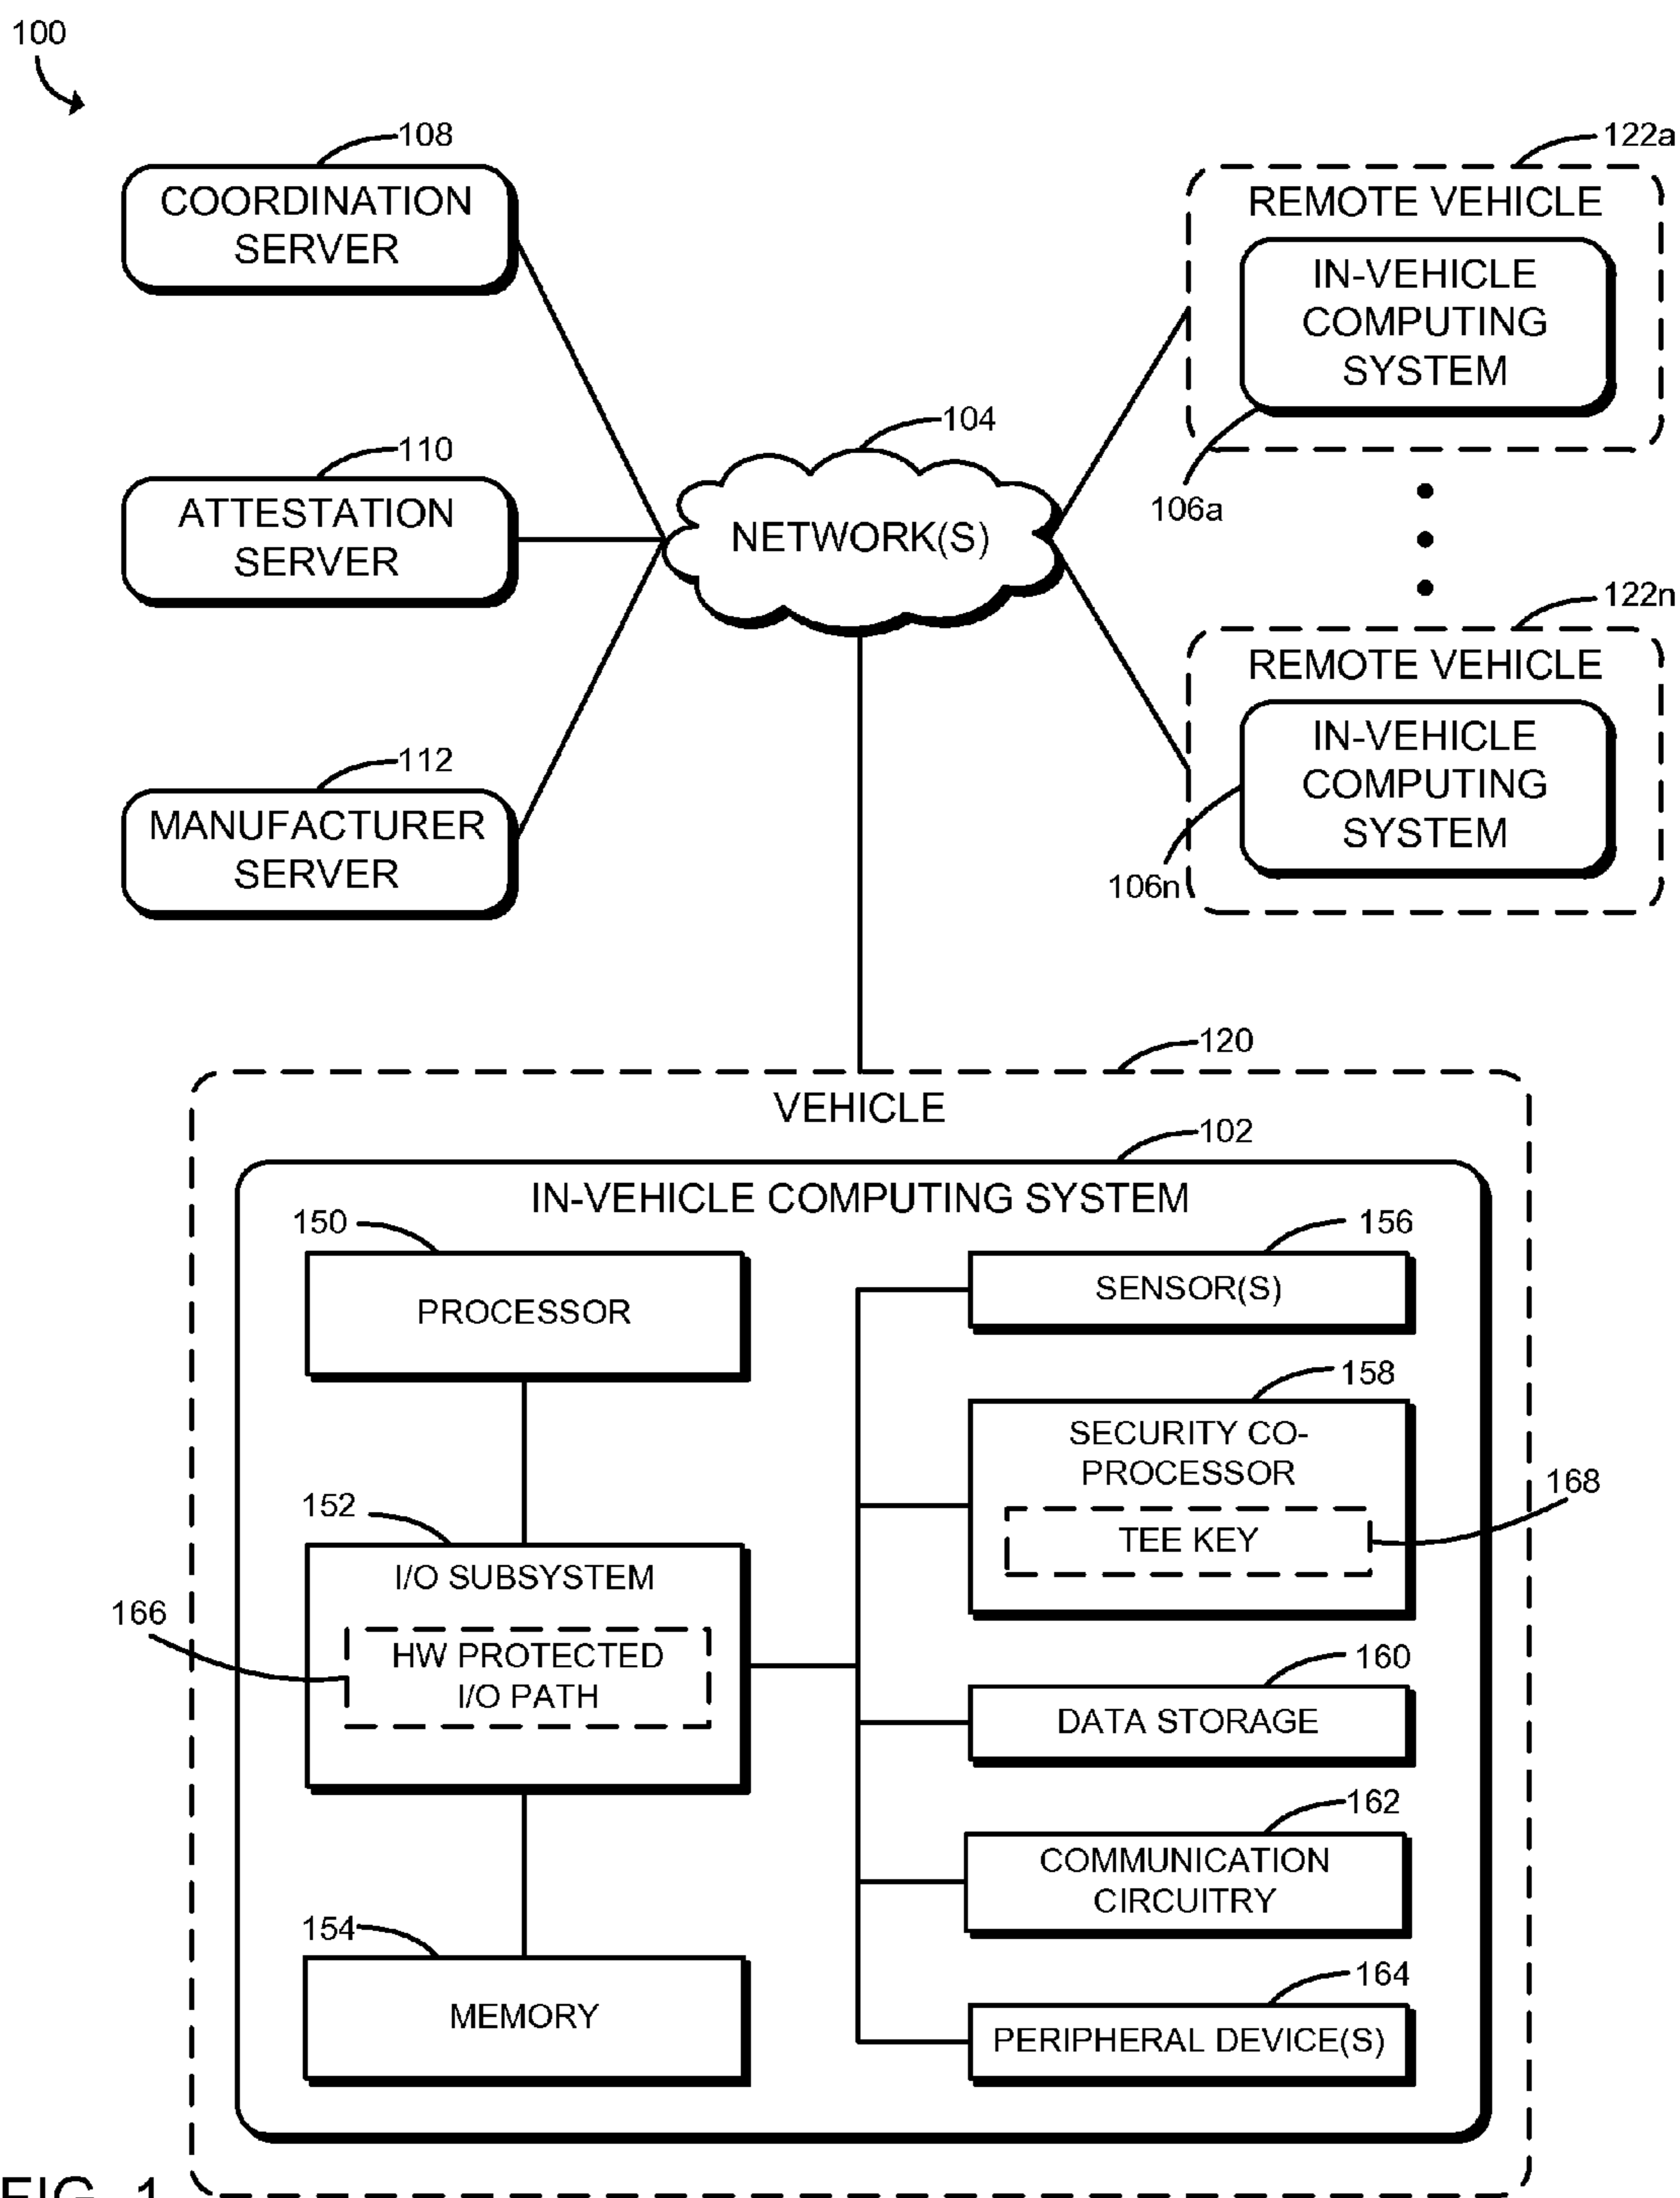 100
108
COORDINATION
SERVER
110
ATTESTATION
SERVER
112
MANUFACTURER
SERVER
104
NETWORK(S)
122a
REMOTE VEHICLE
IN-VEHICLE
COMPUTING
SYSTEM
106a
122n
REMOTE VEHICLE
IN-VEHICLE
COMPUTING
SYSTEM
106n
120
VEHICLE
102
IN-VEHICLE COMPUTING SYSTEM
150
PROCESSOR
152
I/O SUBSYSTEM
166
HW PROTECTED
I/O PATH
154
MEMORY
156
SENSOR(S)
158
SECURITY CO-
PROCESSOR
168
TEE KEY
160
DATA STORAGE
162
COMMUNICATION
CIRCUITRY
164
PERIPHERAL DEVICE(S)
FIG. 1